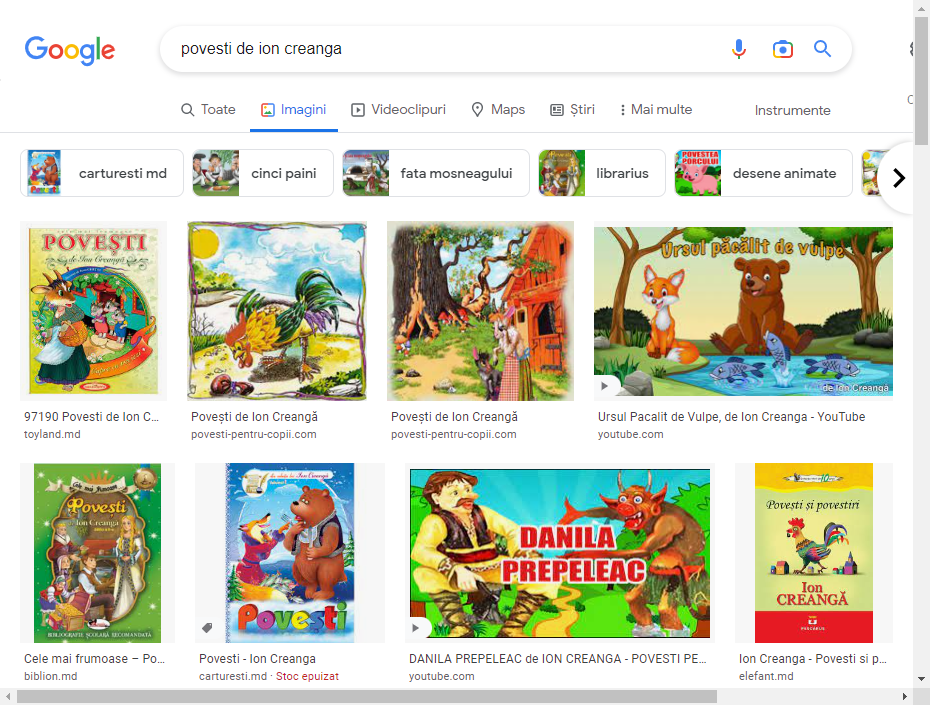 Google
povesti de ion creanga
Toate
Imagini
Videoclipuri
Maps
Știri
Mai multe
Instrumente
carturesti md
cinci paini
fata mosneagului
librarius
POVESTEA
PORCULUI
desene animate
POVEȘTI
de Ion Creangă
Ursul păcălit de vulpe
de Ion Creangă
97190 Povesti de Ion C...
toyland.md
Povești de Ion Creangă
povesti-pentru-copii.com
Povești de Ion Creangă
povesti-pentru-copii.com
Ursul Pacalit de Vulpe, de Ion Creanga - YouTube
youtube.com
Cele mai frumoase
Povești
Ion Creangă
BIBLIOGRAFIE ȘCOLARĂ RECOMANDATĂ
Povești
DANILA
PREPELEAC
Povești și povestiri
Ion
CREANGĂ
Cele mai frumoase – Po...
biblion.md
Povesti - Ion Creanga
carturesti.md · Stoc epuizat
DANILA PREPELEAC de ION CREANGA - POVESTI PE...
youtube.com
Ion Creanga - Povesti si p...
elefant.md